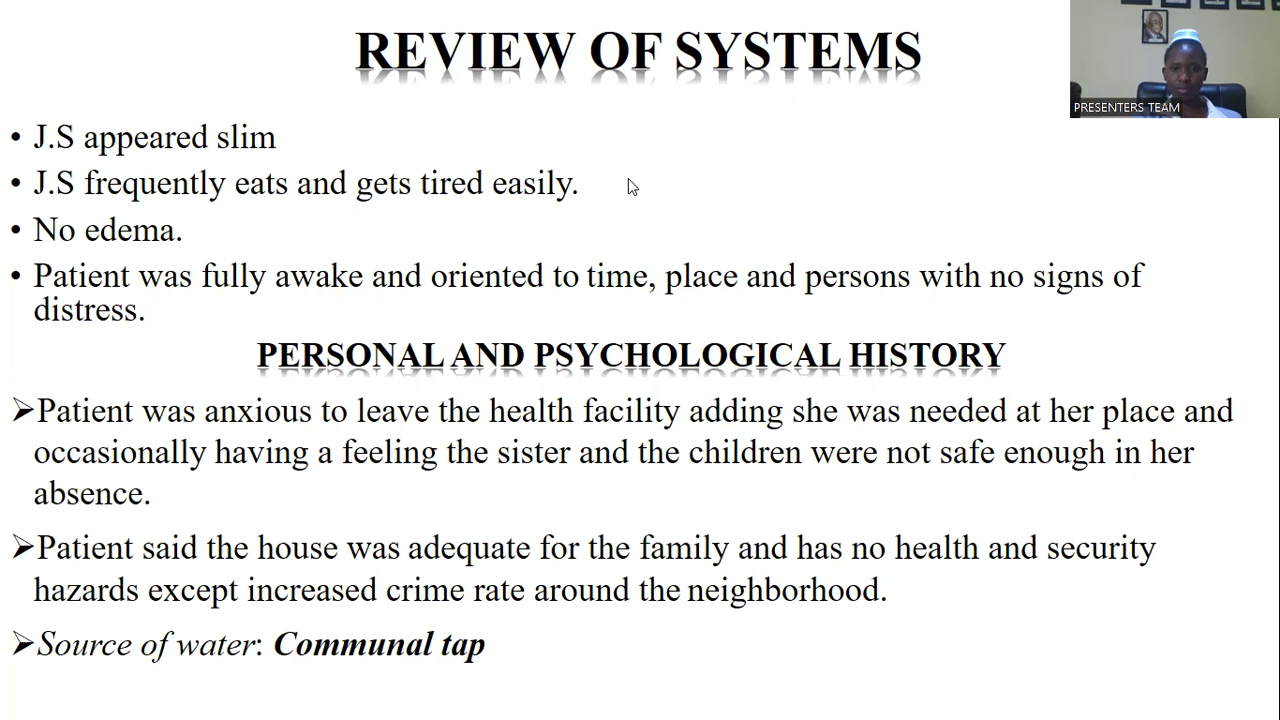 REVIEW OF SYSTEMS
PRESENTERS TEAM
• J.S appeared slim
• J.S frequently eats and gets tired easily.
• No edema.
• Patient was fully awake and oriented to time, place and persons with no signs of
distress.
PERSONAL AND PSYCHOLOGICAL HISTORY
➢Patient was anxious to leave the health facility adding she was needed at her place and
occasionally having a feeling the sister and the children were not safe enough in her
absence.
➢Patient said the house was adequate for the family and has no health and security
hazards except increased crime rate around the neighborhood.
➢Source of water: Communal tap